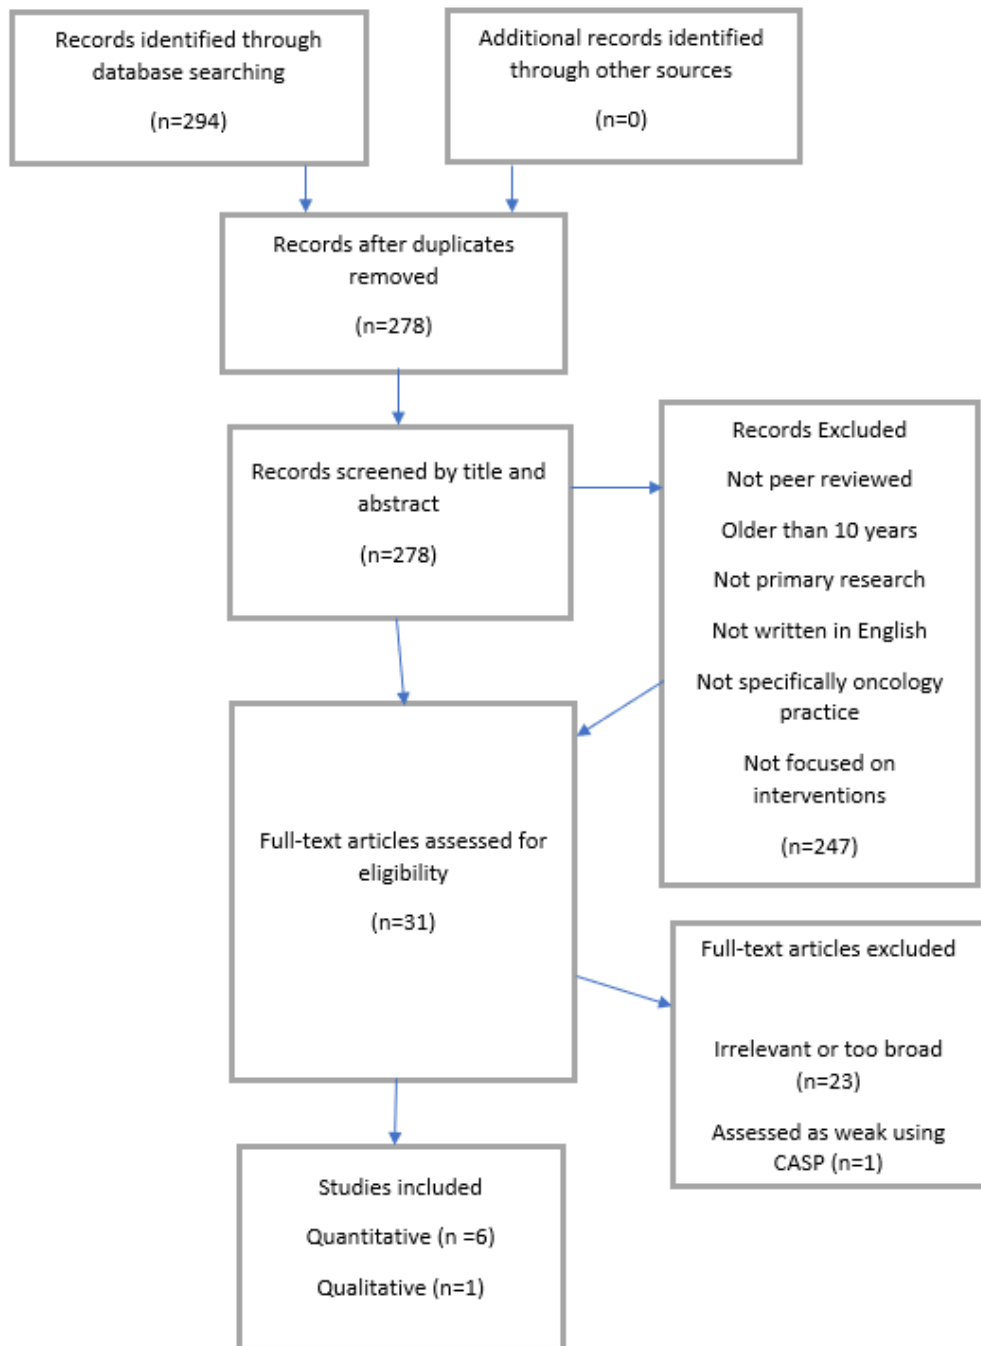 Records identified through
database searching
(n=294)
Additional records identified
through other sources
(n=0)
Records after duplicates
removed
(n=278)
Records screened by title and
abstract
(n=278)
Records Excluded
Not peer reviewed
Older than 10 years
Not primary research
Not written in English
Not specifically oncology
practice
Not focused on
interventions
(n=247)
Full-text articles assessed for
eligibility
(n=31)
Full-text articles excluded
Irrelevant or too broad
(n=23)
Assessed as weak using
CASP (n=1)
Studies included
Quantitative (n =6)
Qualitative (n=1)